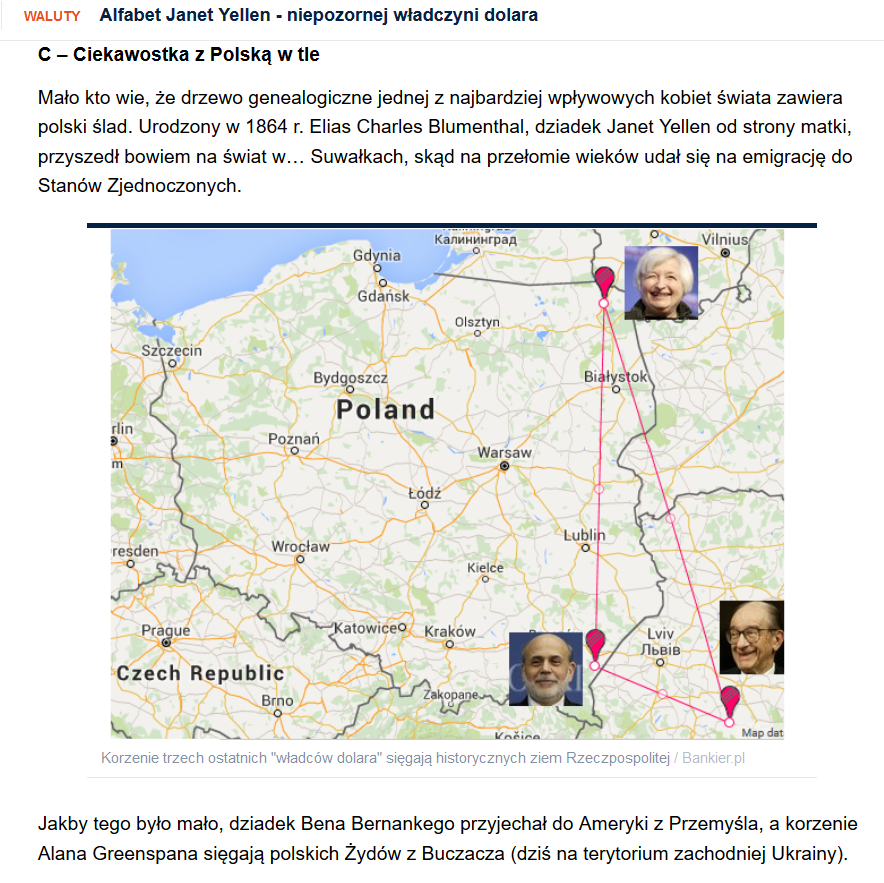 WALUTY Alfabet Janet Yellen - niepozornej władczyni dolara
C – Ciekawostka z Polską w tle
Mało kto wie, że drzewo genealogiczne jednej z najbardziej wpływowych kobiet świata zawiera
polski ślad. Urodzony w 1864 r. Elias Charles Blumenthal, dziadek Janet Yellen od strony matki,
przyszedł bowiem na świat w… Suwałkach, skąd na przełomie wieków udał się na emigrację do
Stanów Zjednoczonych.
Калининград
Vilnius
Gdynia
Gdańsk
Olsztyn
Szczecin
Bydgoszcz
Białystok
Poland
rlin
Poznań
m
Warsaw
Łódź
Lublin
Wrocław
resden
Kielce
Katowice
Kraków
Lviv
Львів
Prague
Czech Republic
Zakopane
Brno
Košice
Map dat
Korzenie trzech ostatnich "władców dolara" sięgają historycznych ziem Rzeczpospolitej / Bankier.pl
Jakby tego było mało, dziadek Bena Bernankego przyjechał do Ameryki z Przemyśla, a korzenie
Alana Greenspana sięgają polskich Żydów z Buczacza (dziś na terytorium zachodniej Ukrainy).